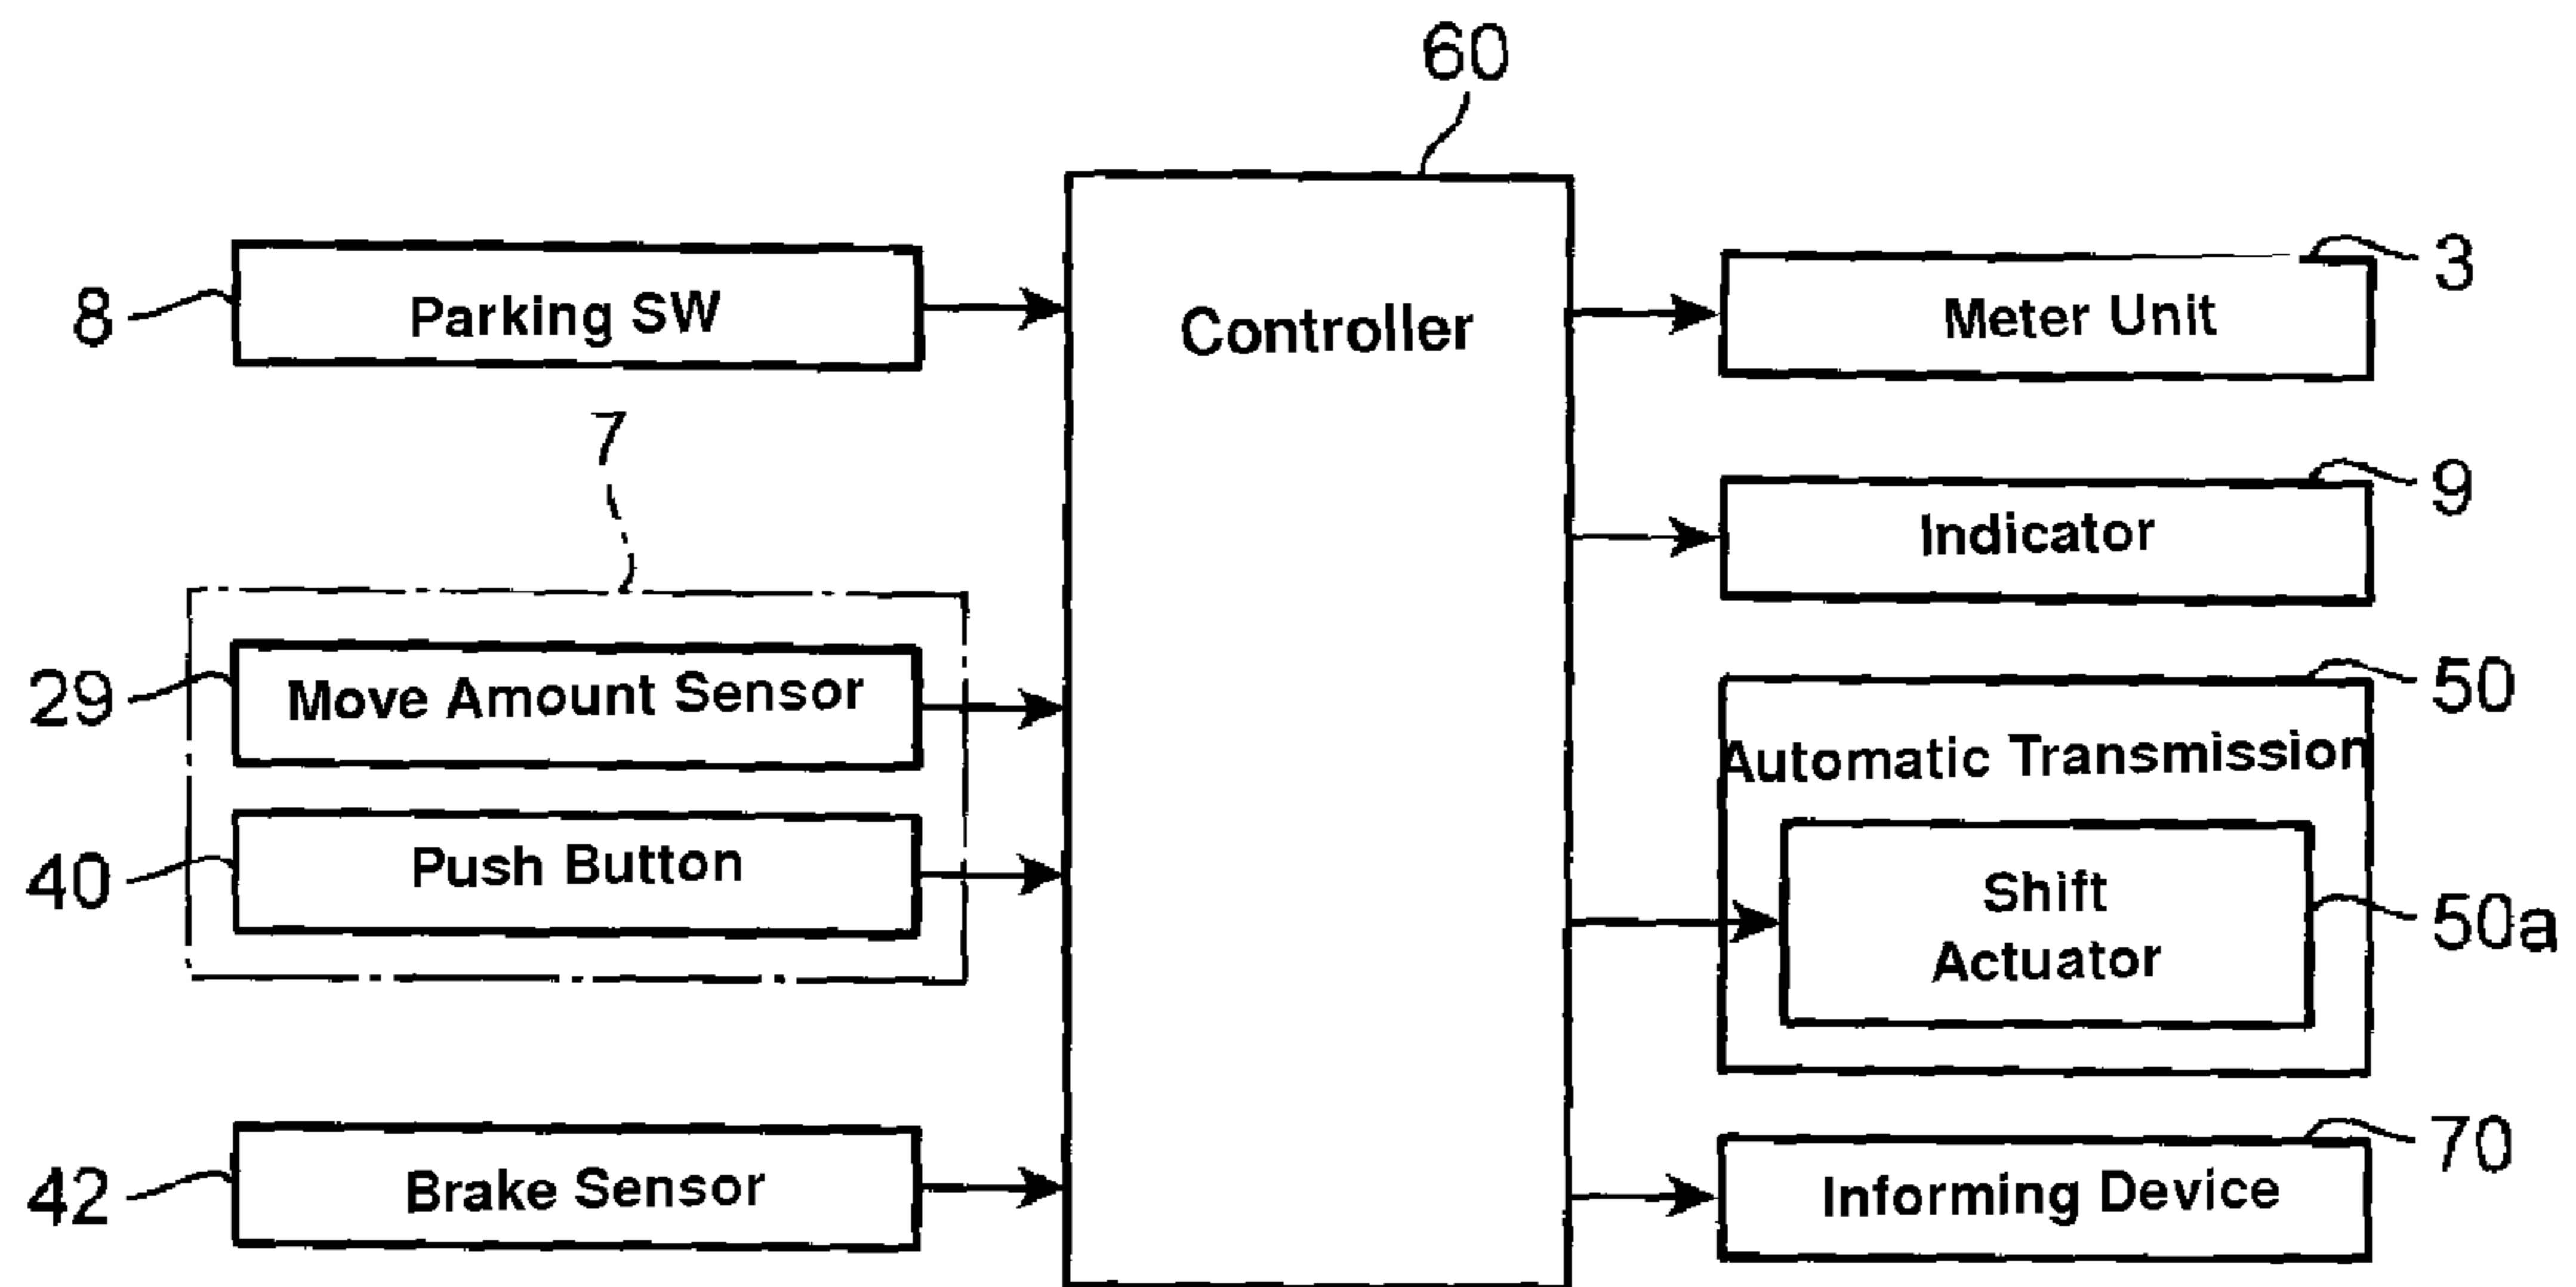 60
8
Parking SW
Controller
Meter Unit
3
7
Indicator
9
29
Move Amount Sensor
50
Automatic Transmission
40
Push Button
Shift
Actuator
50a
42
Brake Sensor
Informing Device
70